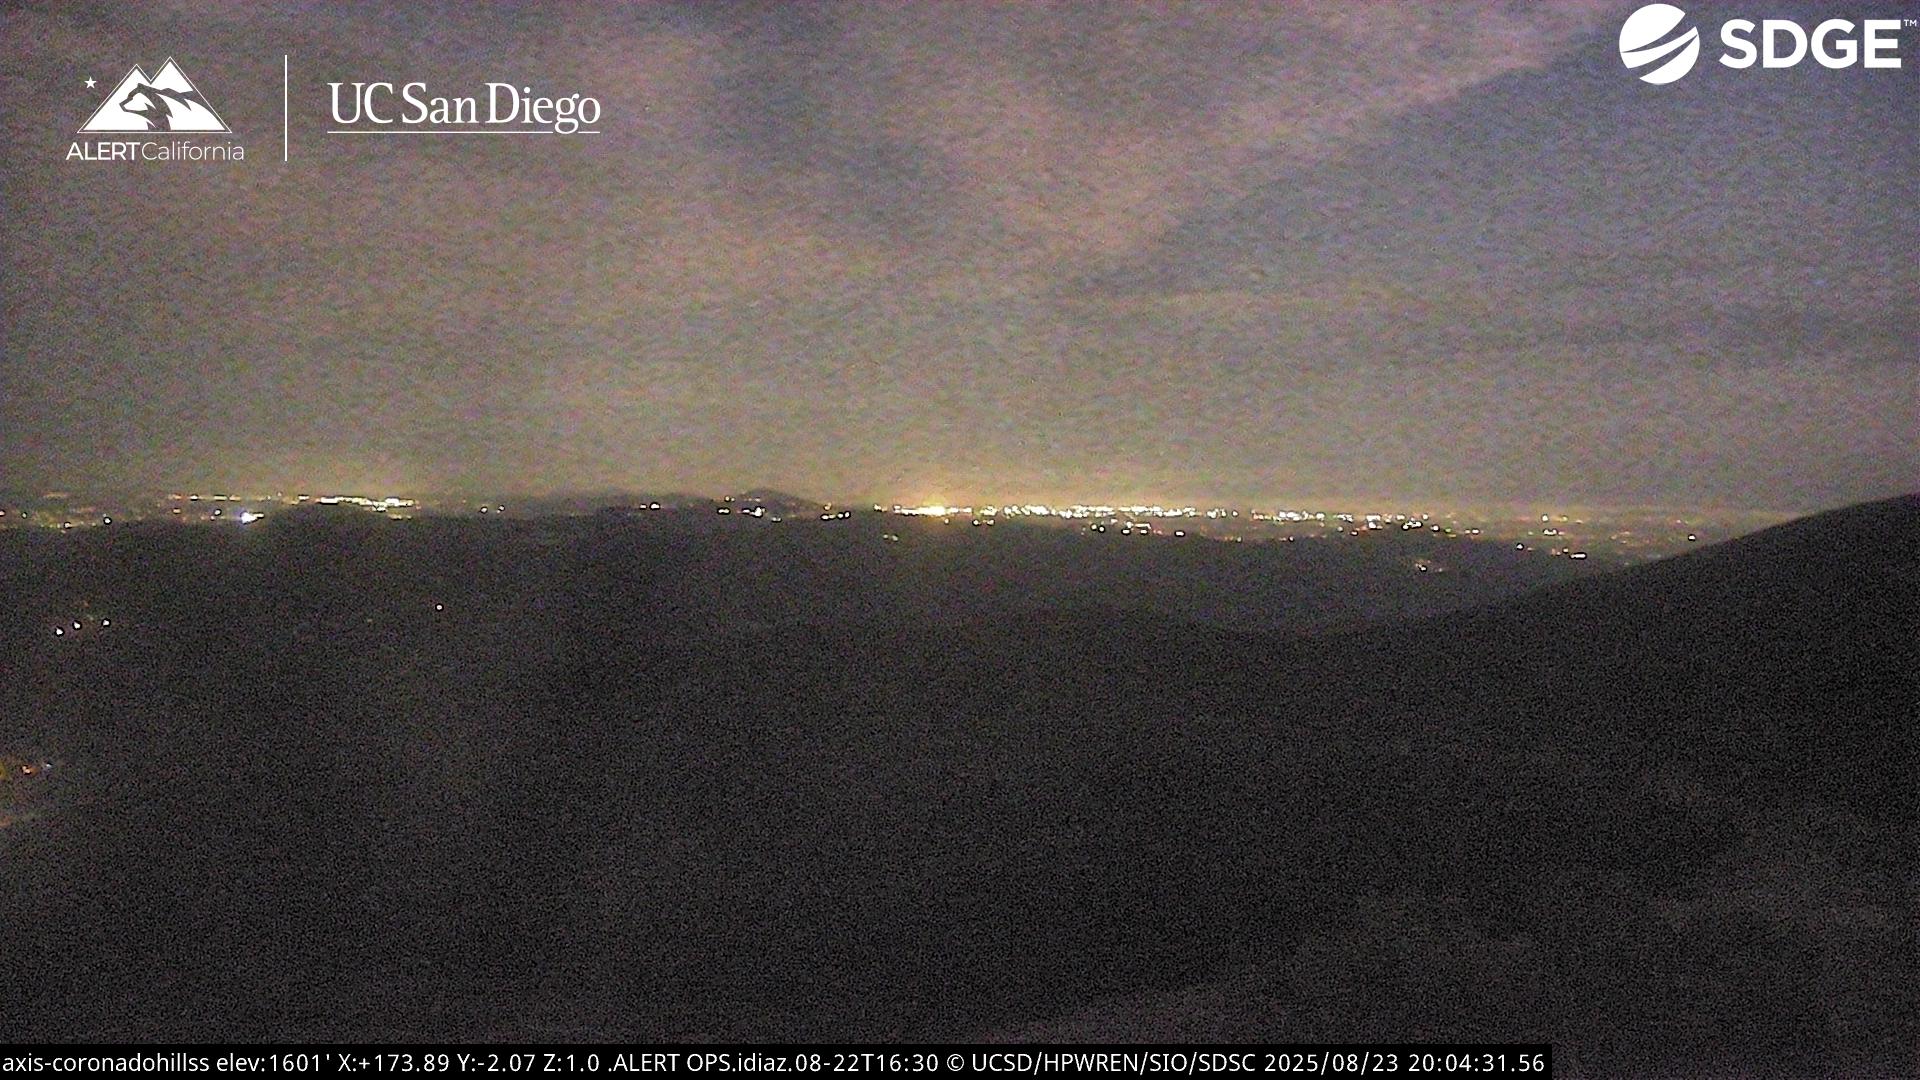 ALERTCalifornia
UC San Diego
SDGE™
axis-coronadohillss elev:1601' X:+173.89 Y:-2.07 Z:1.0 .ALERT OPS.idiaz.08-22T16:30 © UCSD/HPWREN/SIO/SDSC 2025/08/23 20:04:31.56